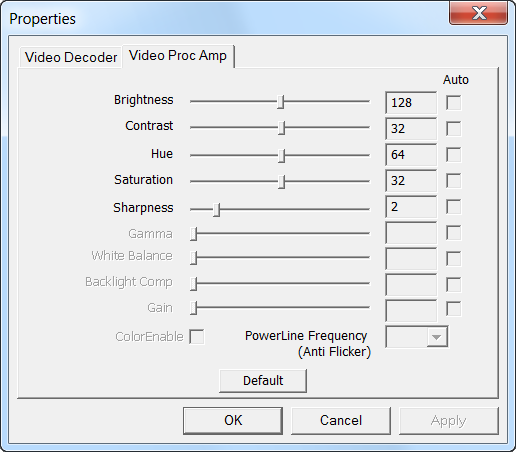 Properties
Video Decoder Video Proc Amp
Auto
Brightness 128
Contrast 32
Hue 64
Saturation 32
Sharpness 2
Gamma
White Balance
Backlight Comp
Gain
ColorEnable PowerLine Frequency
(Anti Flicker)
Default
OK Cancel Apply